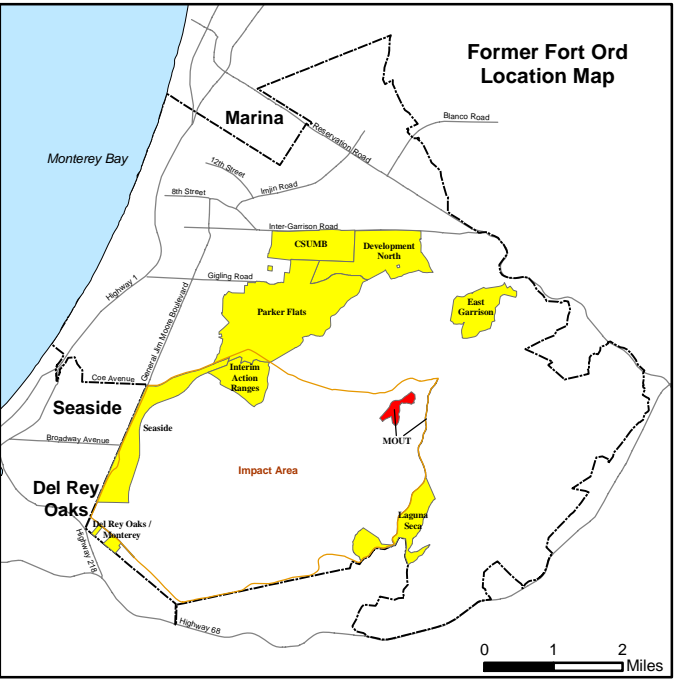 Former Fort Ord
Location Map
Marina
Blanco Road
Reservation Road
Monterey Bay
12th Street
Imjin Road
8th Street
Inter-Garrison Road
CSUMB
Development
North
Gigling Road
Highway 1
General Jim Moore Boulevard
Parker Flats
East
Garrison
Coe Avenue
Interim
Action
Ranges
Seaside
Seaside
Broadway Avenue
MOUT
Impact Area
Del Rey
Oaks
Laguna
Seca
Del Rey Oaks /
Monterey
Highway 218
Highway 68
0 1 2
Miles